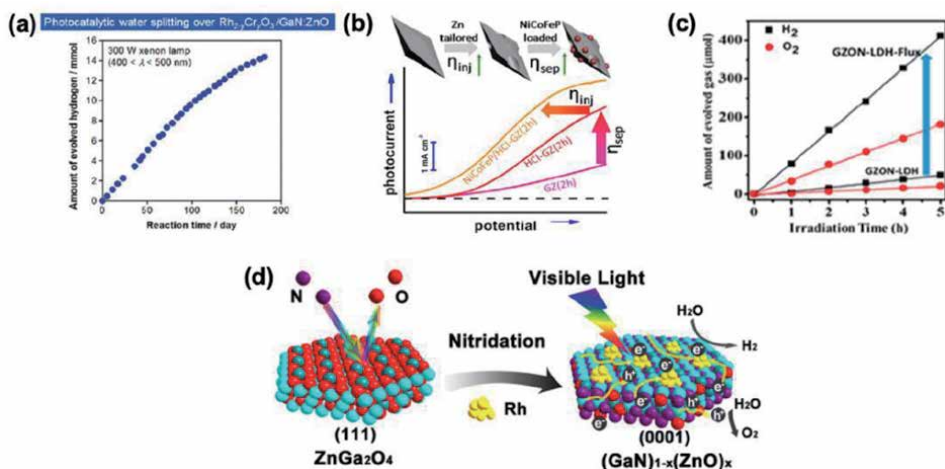 (a)
Photocatalytic water splitting over Rh2-yCryO3/GaN:ZnO
300 W xenon lamp
(400 < λ < 500 nm)
Amount of evolved hydrogen / mmol
16
14
12
10
8
6
4
2
0
0 50 100 150 200
Reaction time / day
(b)
Zn
tailored
ηinj
NiCoFeP
loaded
ηsep
ηinj
ηsep
photocurrent
1 mA cm-2
NiCoFeP/HCl-GZ(2h)
HCl-GZ(2h)
GZ(2h)
potential
(c)
H2
O2
GZON-LDH-Flux
GZON-LDH
Amount of evolved gas (μmol)
400
300
200
100
0
0 1 2 3 4 5
Irradiation Time (h)
(d)
N
O
(111)
ZnGa2O4
Nitridation
Rh
Visible Light
H2O
H2
H2O
O2
e-
e-
e-
e-
h+
e-
h+
h+
e-
(0001)
(GaN)1-x(ZnO)x